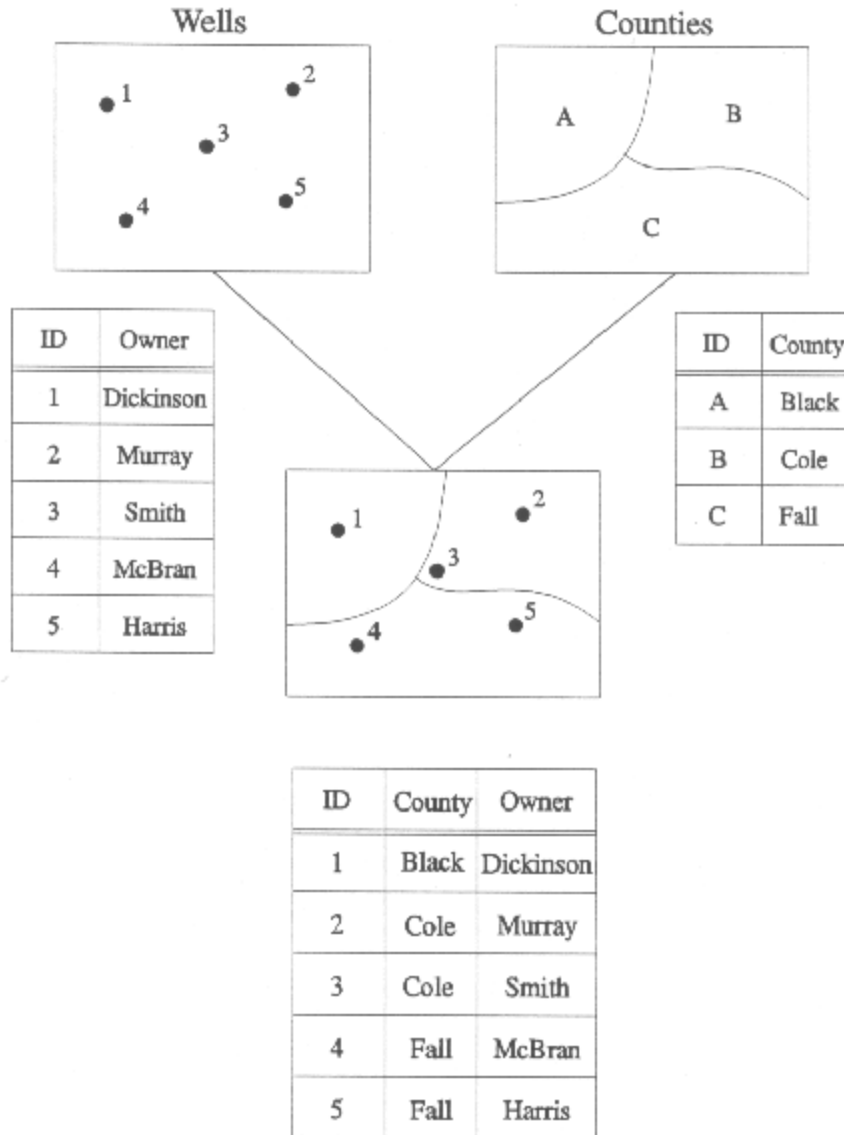 Wells
Counties
1
2
3
4
5
A
B
C
ID Owner
1 Dickinson
2 Murray
3 Smith
4 McBran
5 Harris
ID County
A Black
B Cole
C Fall
1
2
3
4
5
ID County Owner
1 Black Dickinson
2 Cole Murray
3 Cole Smith
4 Fall McBran
5 Fall Harris